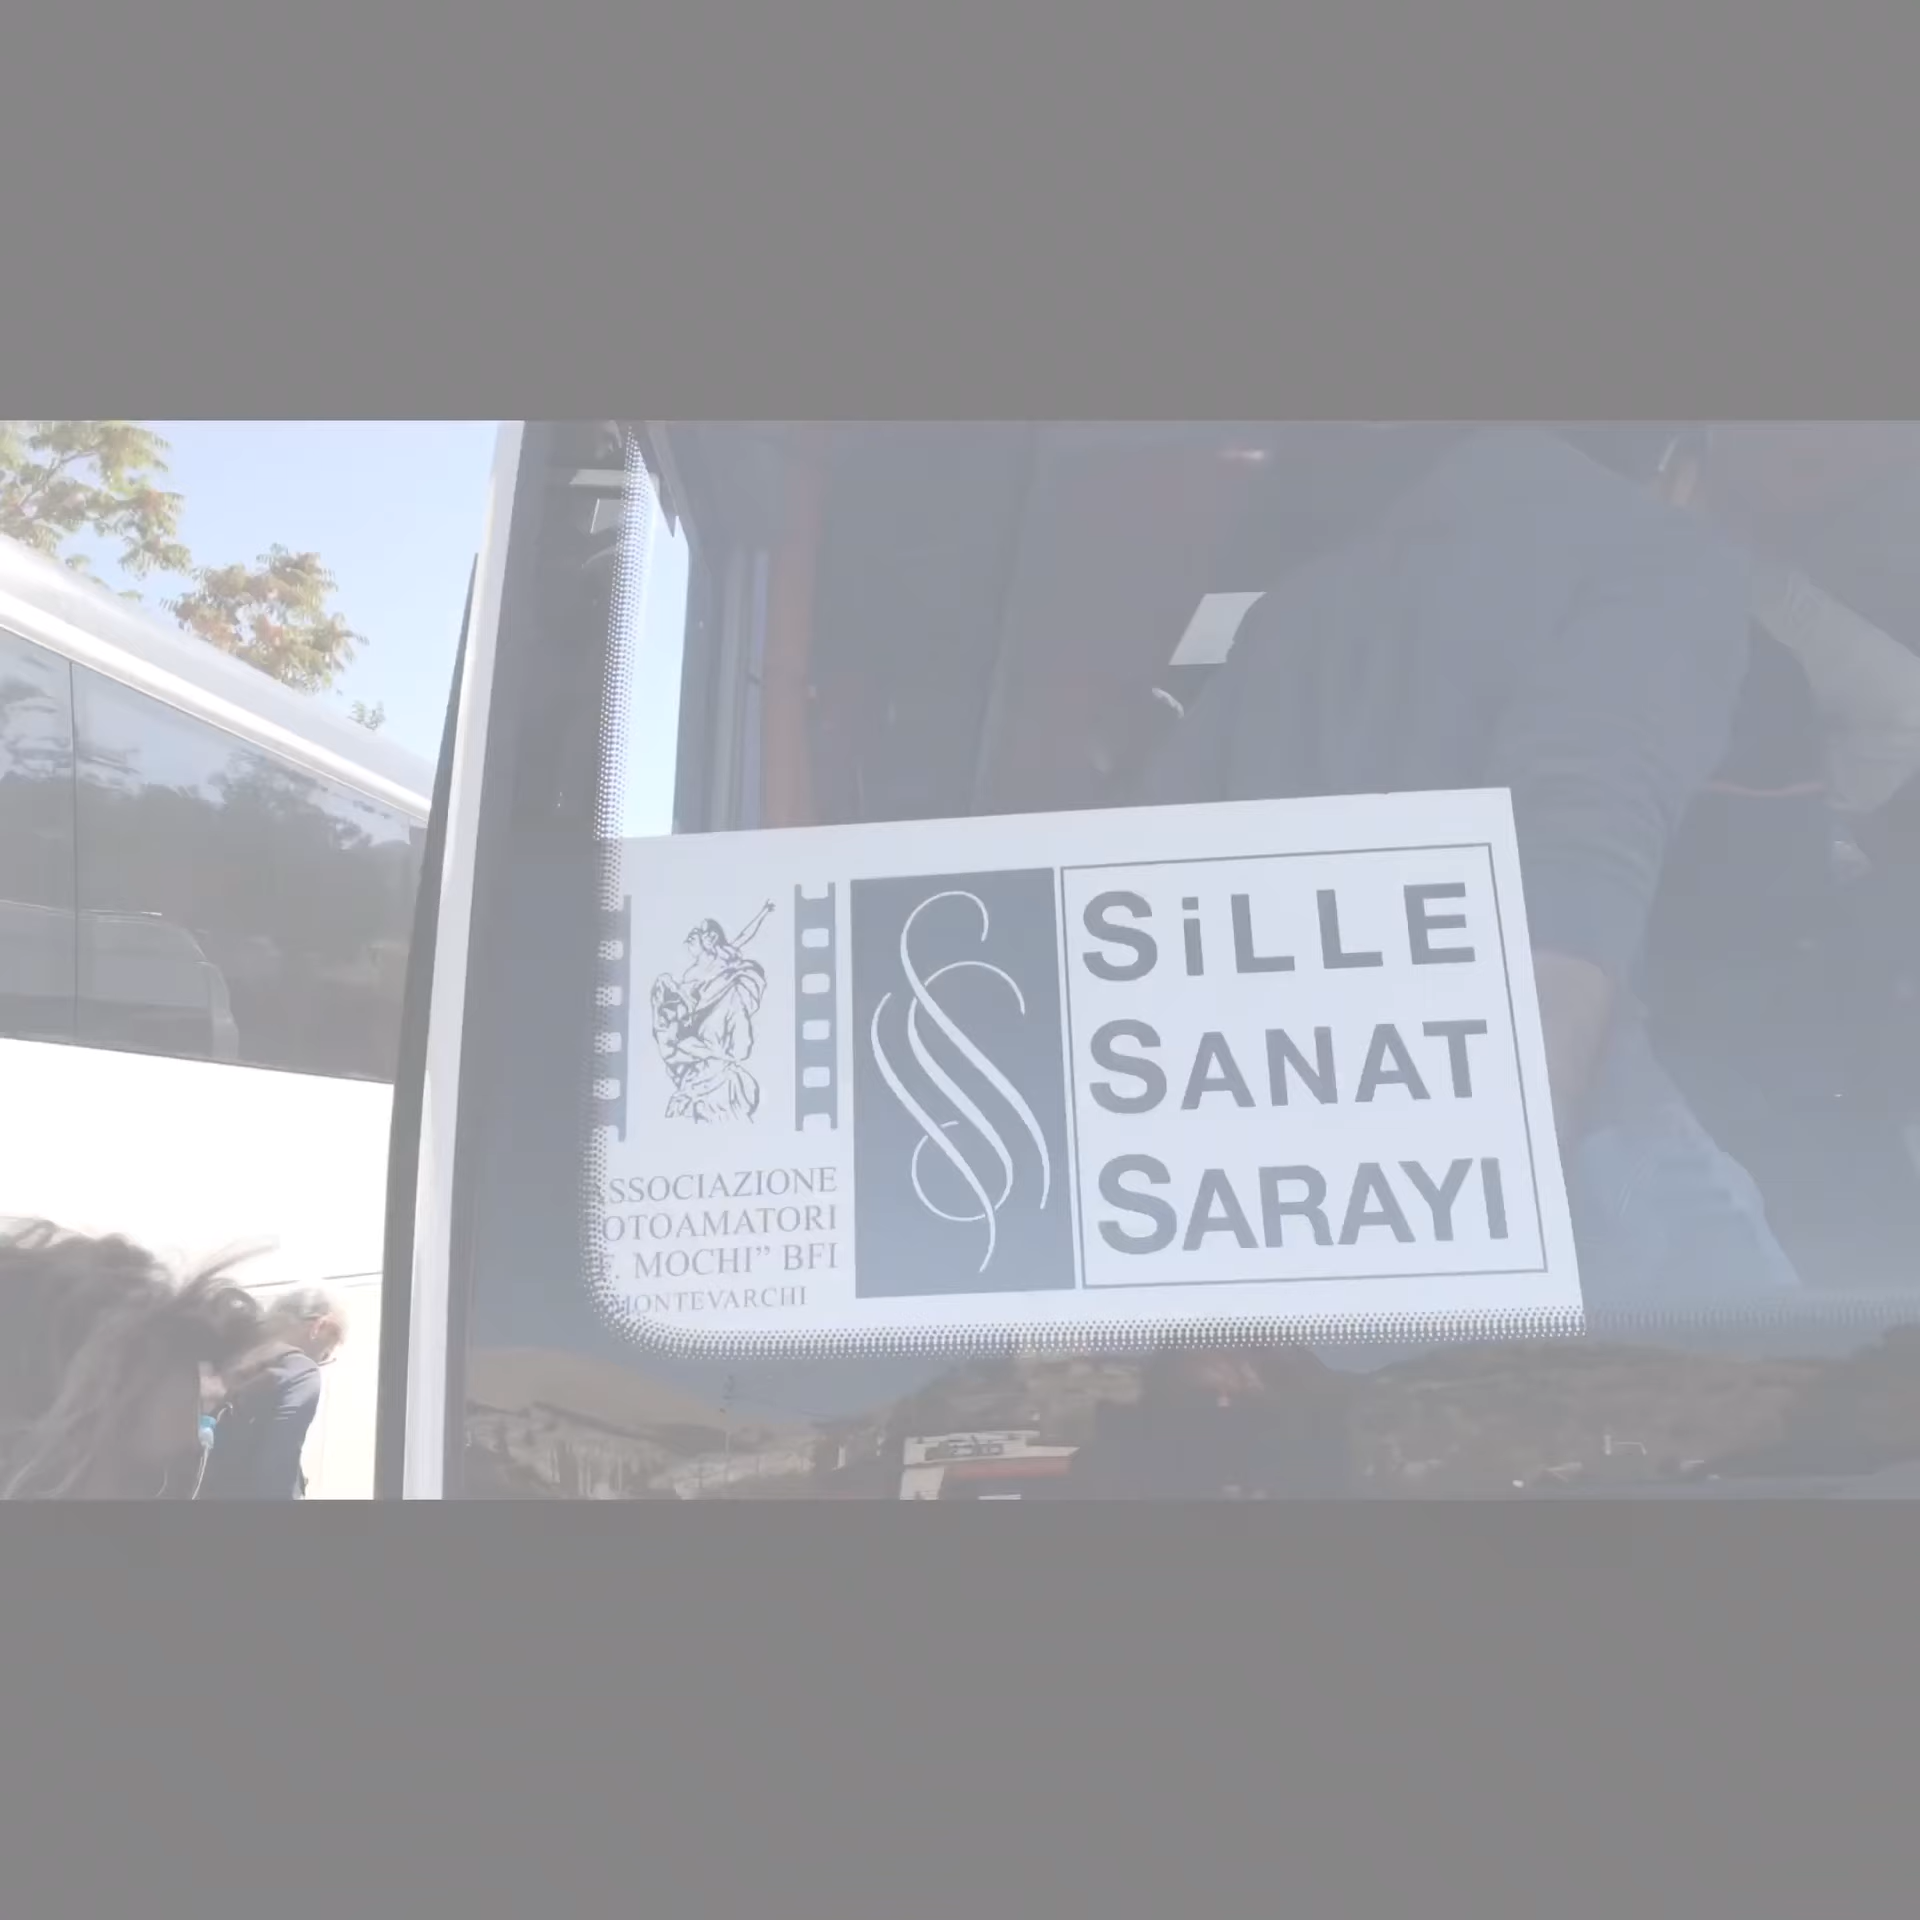 SSOCIAZIONE
OTOAMATORI
. MOCHI” BFI
MONTEVARCHI
SiLLE
SANAT
SARAYI